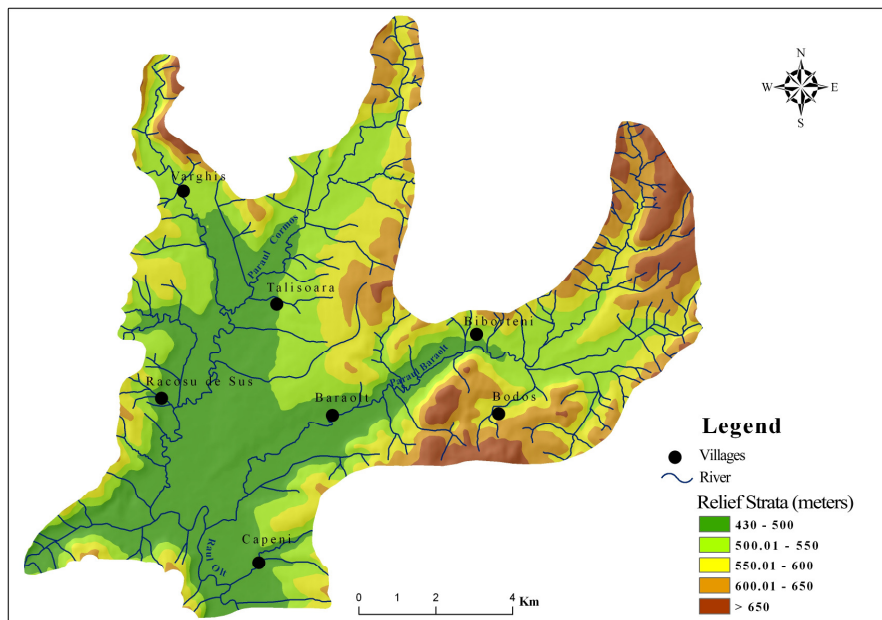 N
W E
S
Varghis
Paraul Cormos
Talisoara
Biborteni
Paraul Baraolt
Racosu de Sus
Baraolt
Bodos
Capeni
Raul Olt
Legend
Villages
River
Relief Strata (meters)
430 - 500
500.01 - 550
550.01 - 600
600.01 - 650
> 650
0 2 4
Km